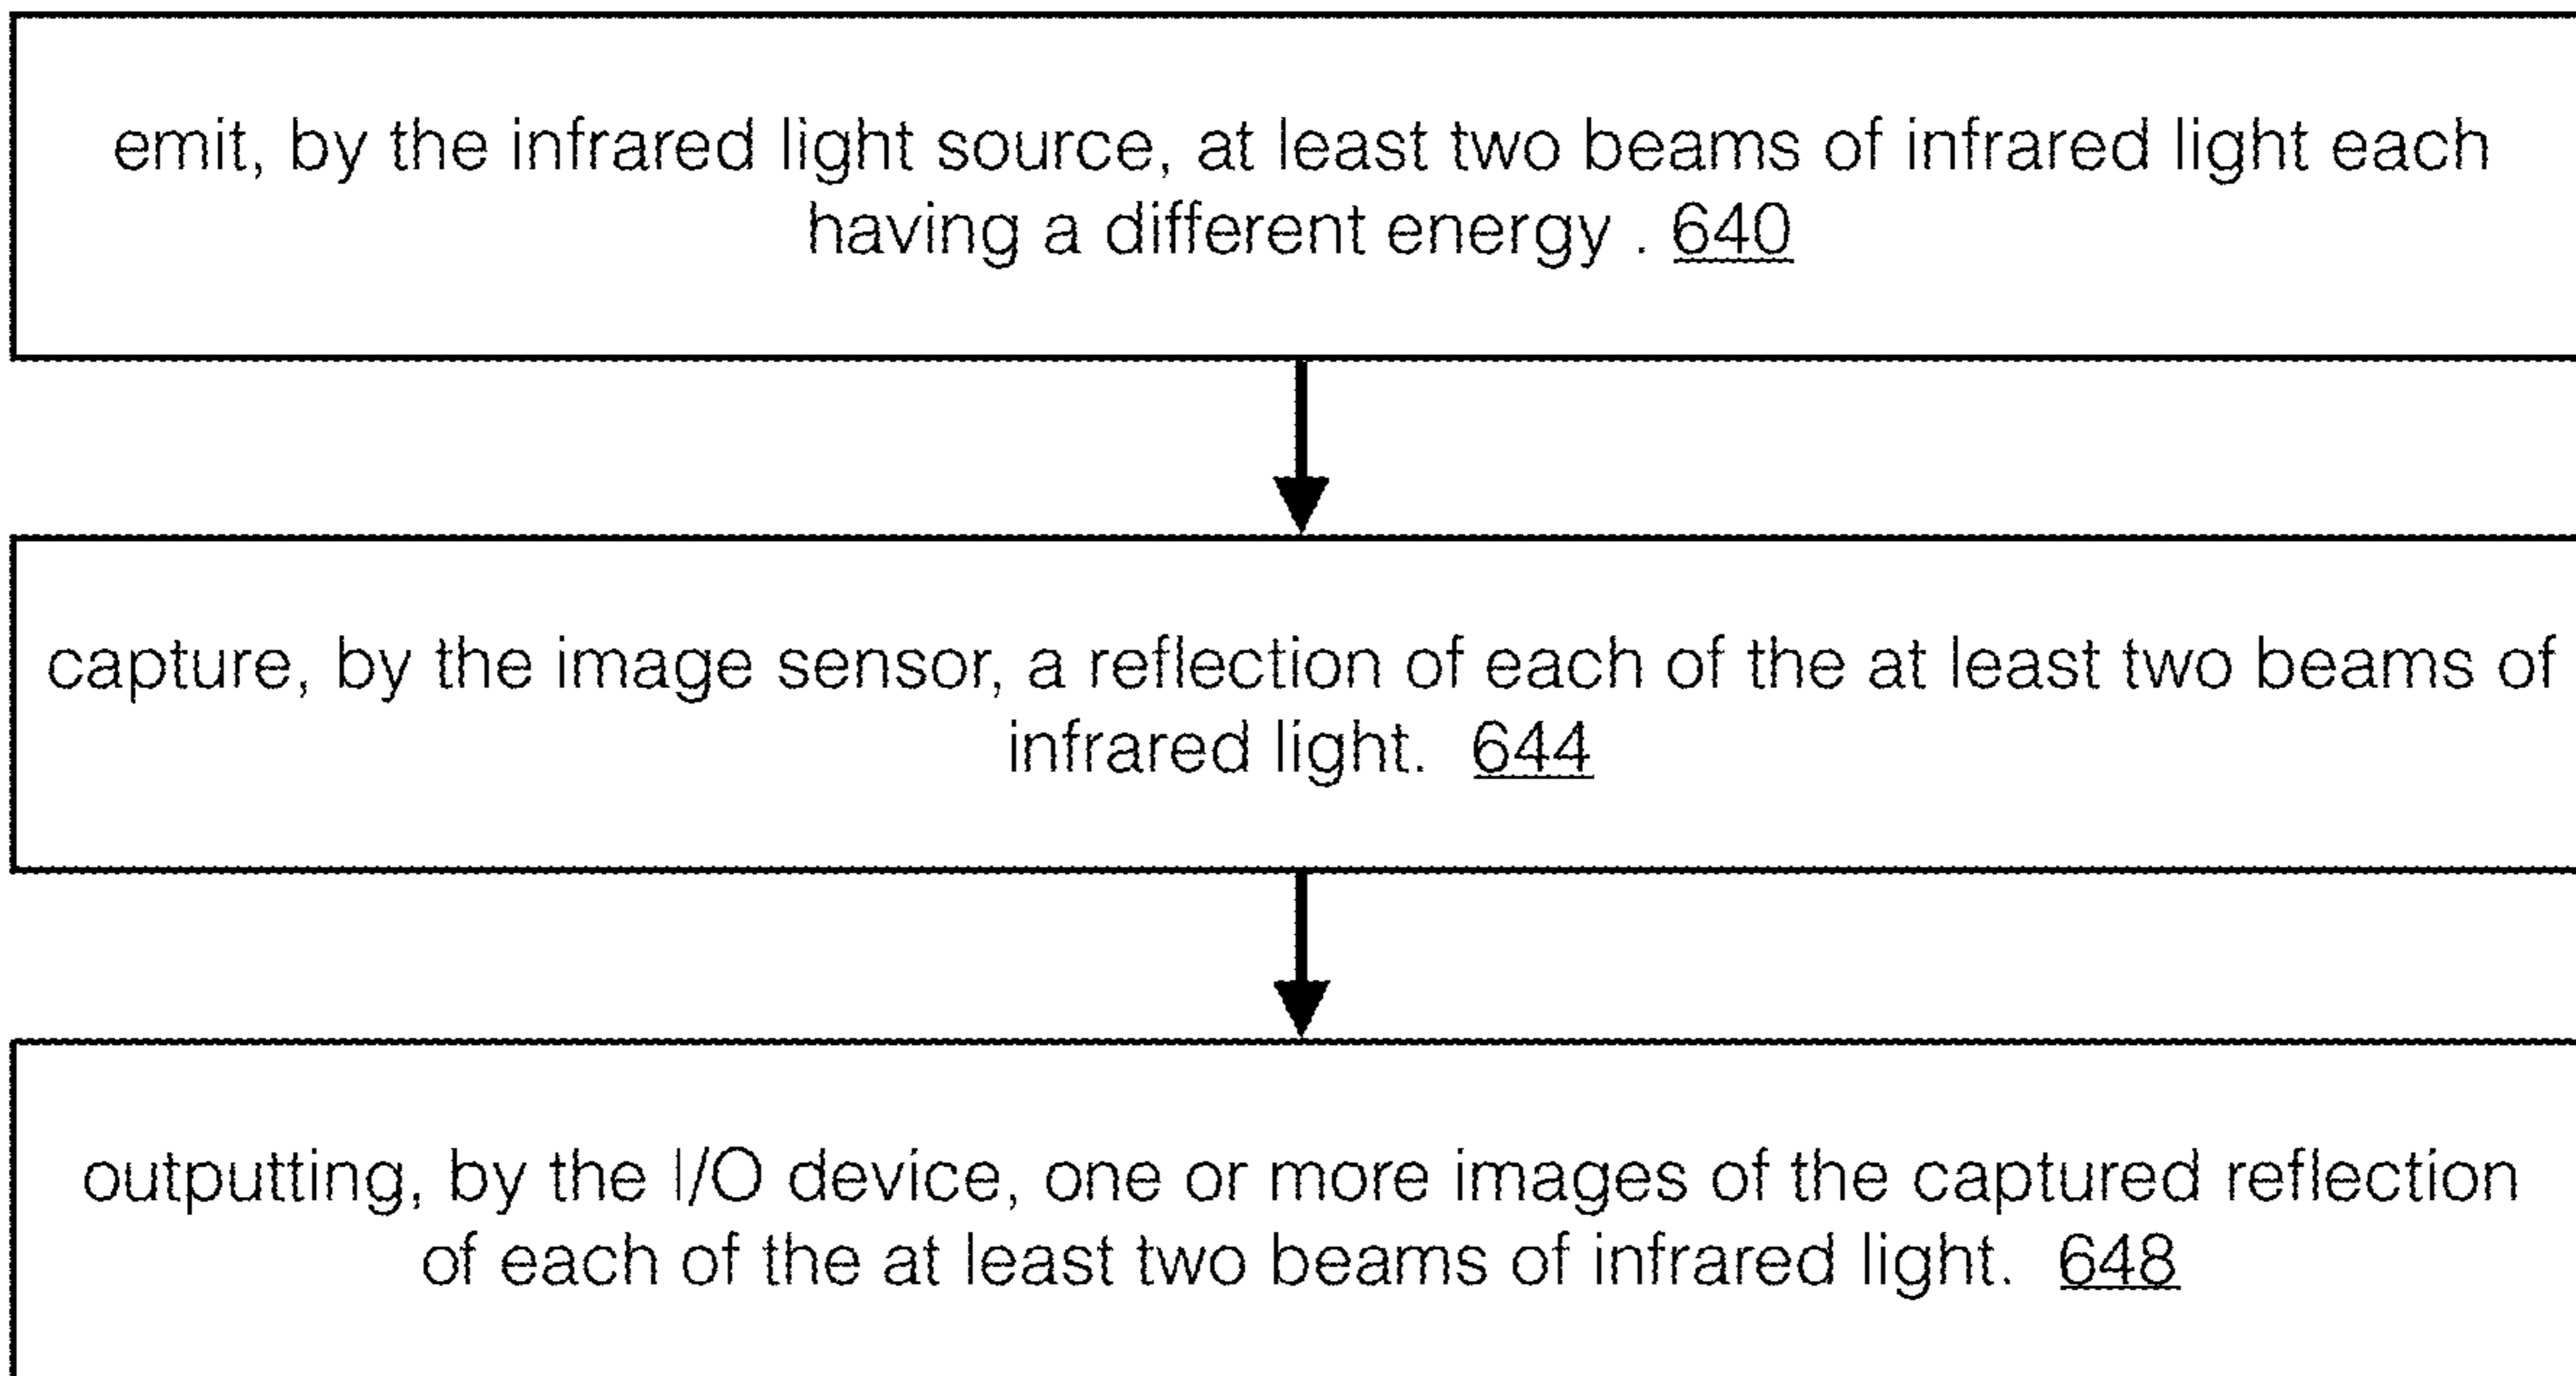 emit, by the infrared light source, at least two beams of infrared light each
having a different energy . 640
capture, by the image sensor, a reflection of each of the at least two beams of
infrared light. 644
outputting, by the I/O device, one or more images of the captured reflection
of each of the at least two beams of infrared light. 648